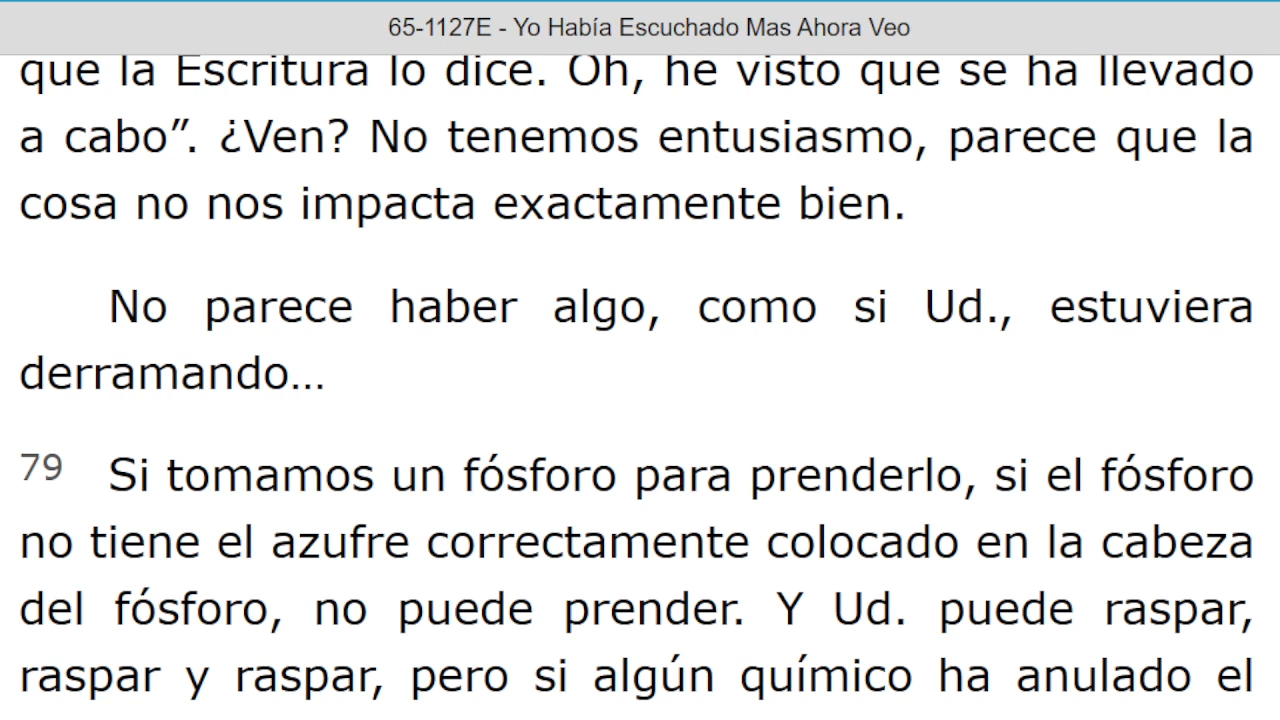 65-1127E - Yo Había Escuchado Mas Ahora Veo
que la Escritura lo dice. Oh, he visto que se ha llevado
a cabo”. ¿Ven? No tenemos entusiasmo, parece que la
cosa no nos impacta exactamente bien.
No parece haber algo, como si Ud., estuviera
derramando...
79 Si tomamos un fósforo para prenderlo, si el fósforo
no tiene el azufre correctamente colocado en la cabeza
del fósforo, no puede prender. Y Ud. puede raspar,
raspar y raspar, pero si algún químico ha anulado el